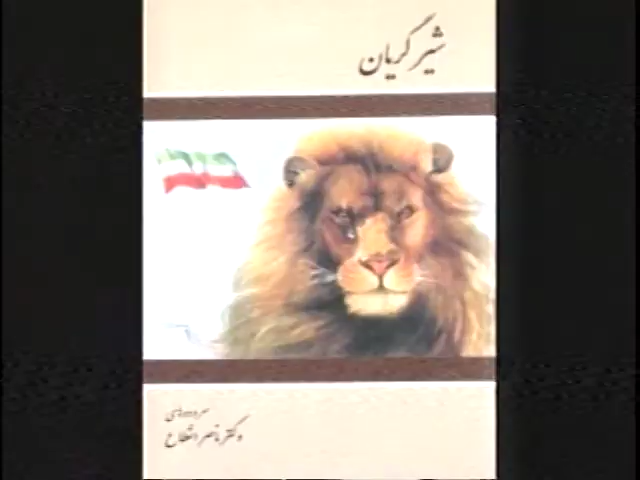 شیر گریان
سروده‌های
دکتر ناصر انقطاع